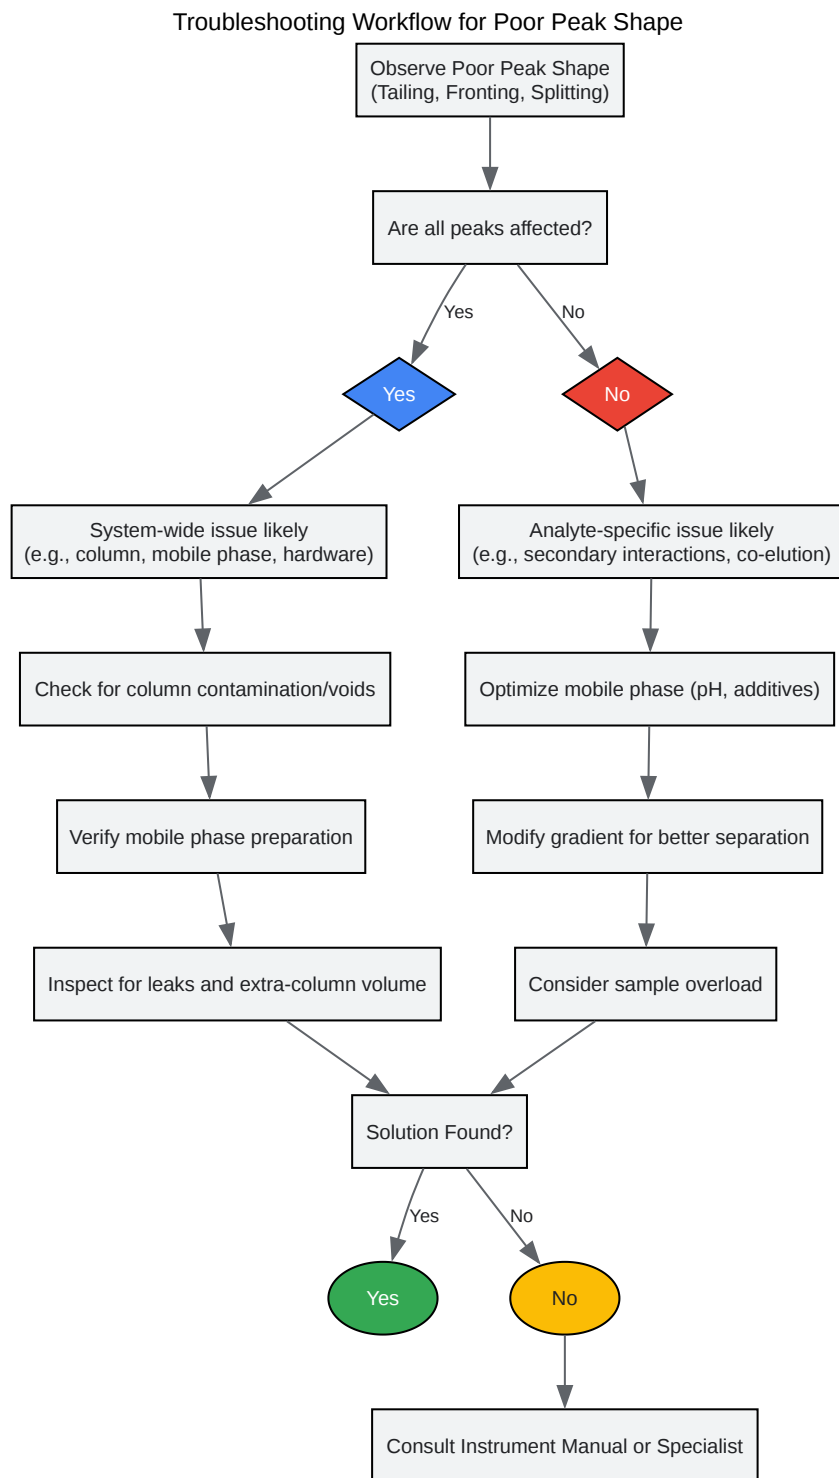 Troubleshooting Workflow for Poor Peak Shape
Observe Poor Peak Shape
(Tailing, Fronting, Splitting)
Are all peaks affected?
Yes
No
Yes
No
System-wide issue likely
(e.g., column, mobile phase, hardware)
Analyte-specific issue likely
(e.g., secondary interactions, co-elution)
Check for column contamination/voids
Optimize mobile phase (pH, additives)
Verify mobile phase preparation
Modify gradient for better separation
Inspect for leaks and extra-column volume
Consider sample overload
Solution Found?
Yes
No
Yes
No
Consult Instrument Manual or Specialist